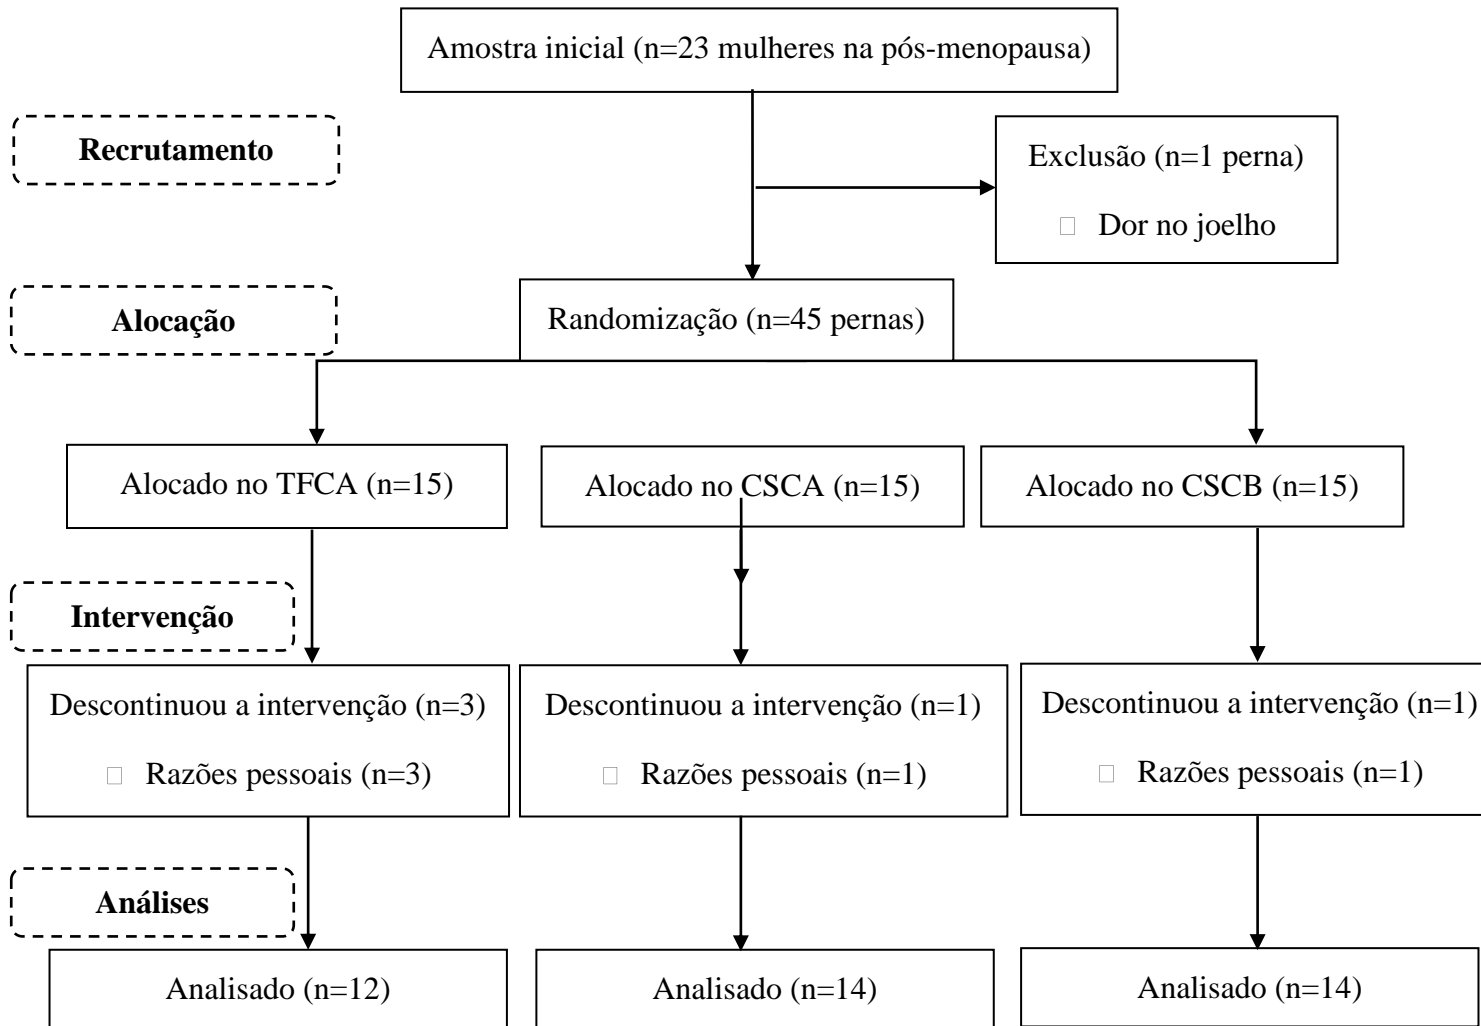 Amostra inicial (n=23 mulheres na pós-menopausa)
Recrutamento
Exclusão (n=1 perna)
Dor no joelho
Alocação
Randomização (n=45 pernas)
Alocado no TFCA (n=15)
Alocado no CSCA (n=15)
Alocado no CSCB (n=15)
Intervenção
Descontinuou a intervenção (n=3)
Razões pessoais (n=3)
Descontinuou a intervenção (n=1)
Razões pessoais (n=1)
Descontinuou a intervenção (n=1)
Razões pessoais (n=1)
Análises
Analisado (n=12)
Analisado (n=14)
Analisado (n=14)